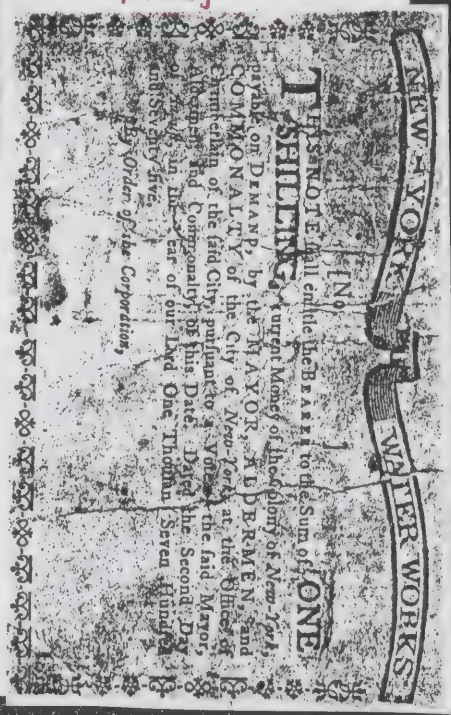 NEW-YORK WATER WORKS
[No ]
THIS NOTE shall entitle the BEARER to the Sum of ONE
SHILLING, current Money of the Colony of New-York,
payable on DEMAND, by the MAYOR, ALDERMEN, and
COMMONALTY of the City of New-York, at the Office of
Chamberlain of the said City, pursuant to a Vote of the said Mayor,
Aldermen, and Commonalty, of this Date. Dated the Second Day
of in the Year of our Lord One Thousand Seven Hundred
and Seventy-five.
By Order of the Corporation,